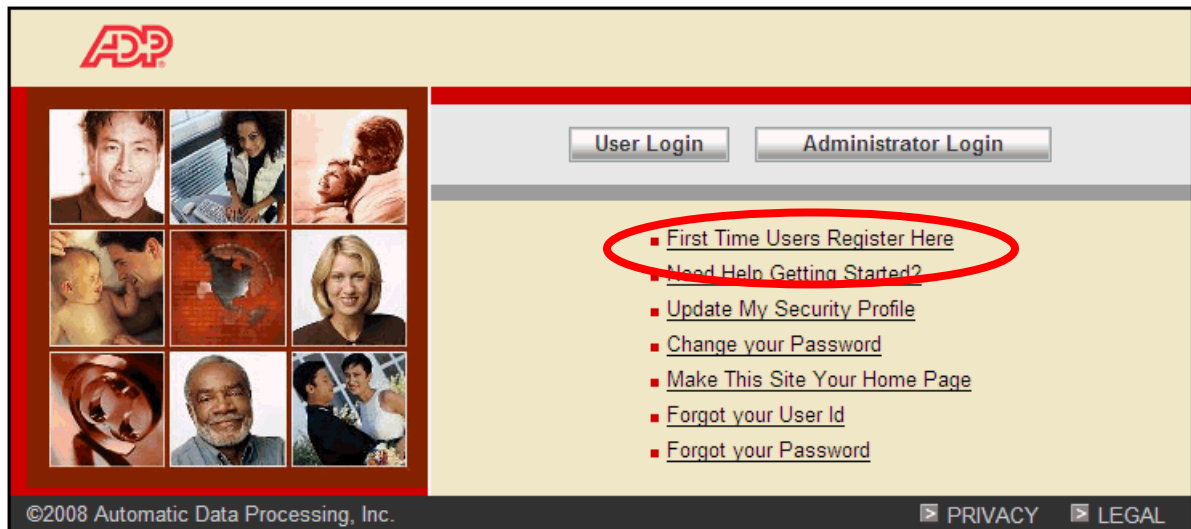 ADP
User Login
Administrator Login
First Time Users Register Here
Need Help Getting Started?
Update My Security Profile
Change your Password
Make This Site Your Home Page
Forgot your User Id
Forgot your Password
©2008 Automatic Data Processing, Inc.
PRIVACY
LEGAL